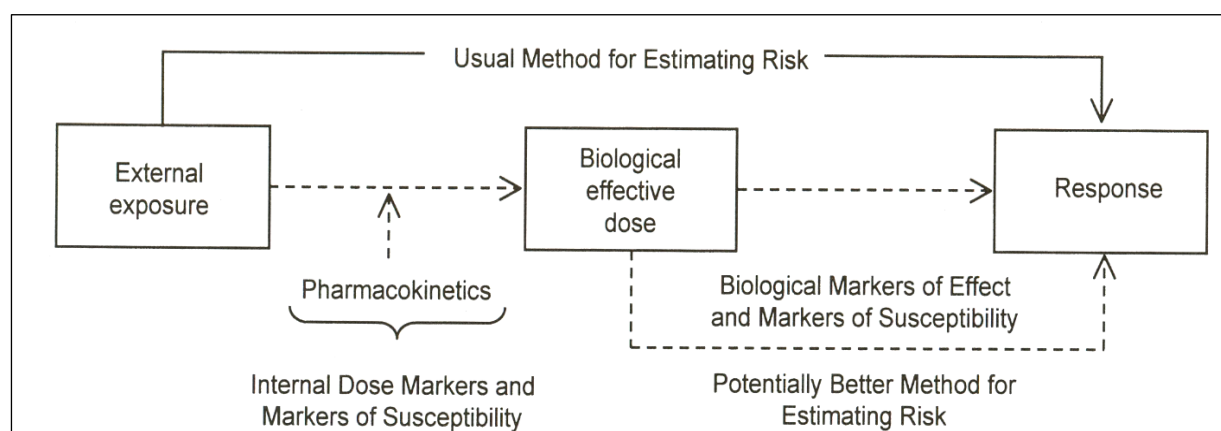 Usual Method for Estimating Risk
External
exposure
Biological
effective
dose
Response
Pharmacokinetics
Biological Markers of Effect
and Markers of Susceptibility
Internal Dose Markers and
Markers of Susceptibility
Potentially Better Method for
Estimating Risk